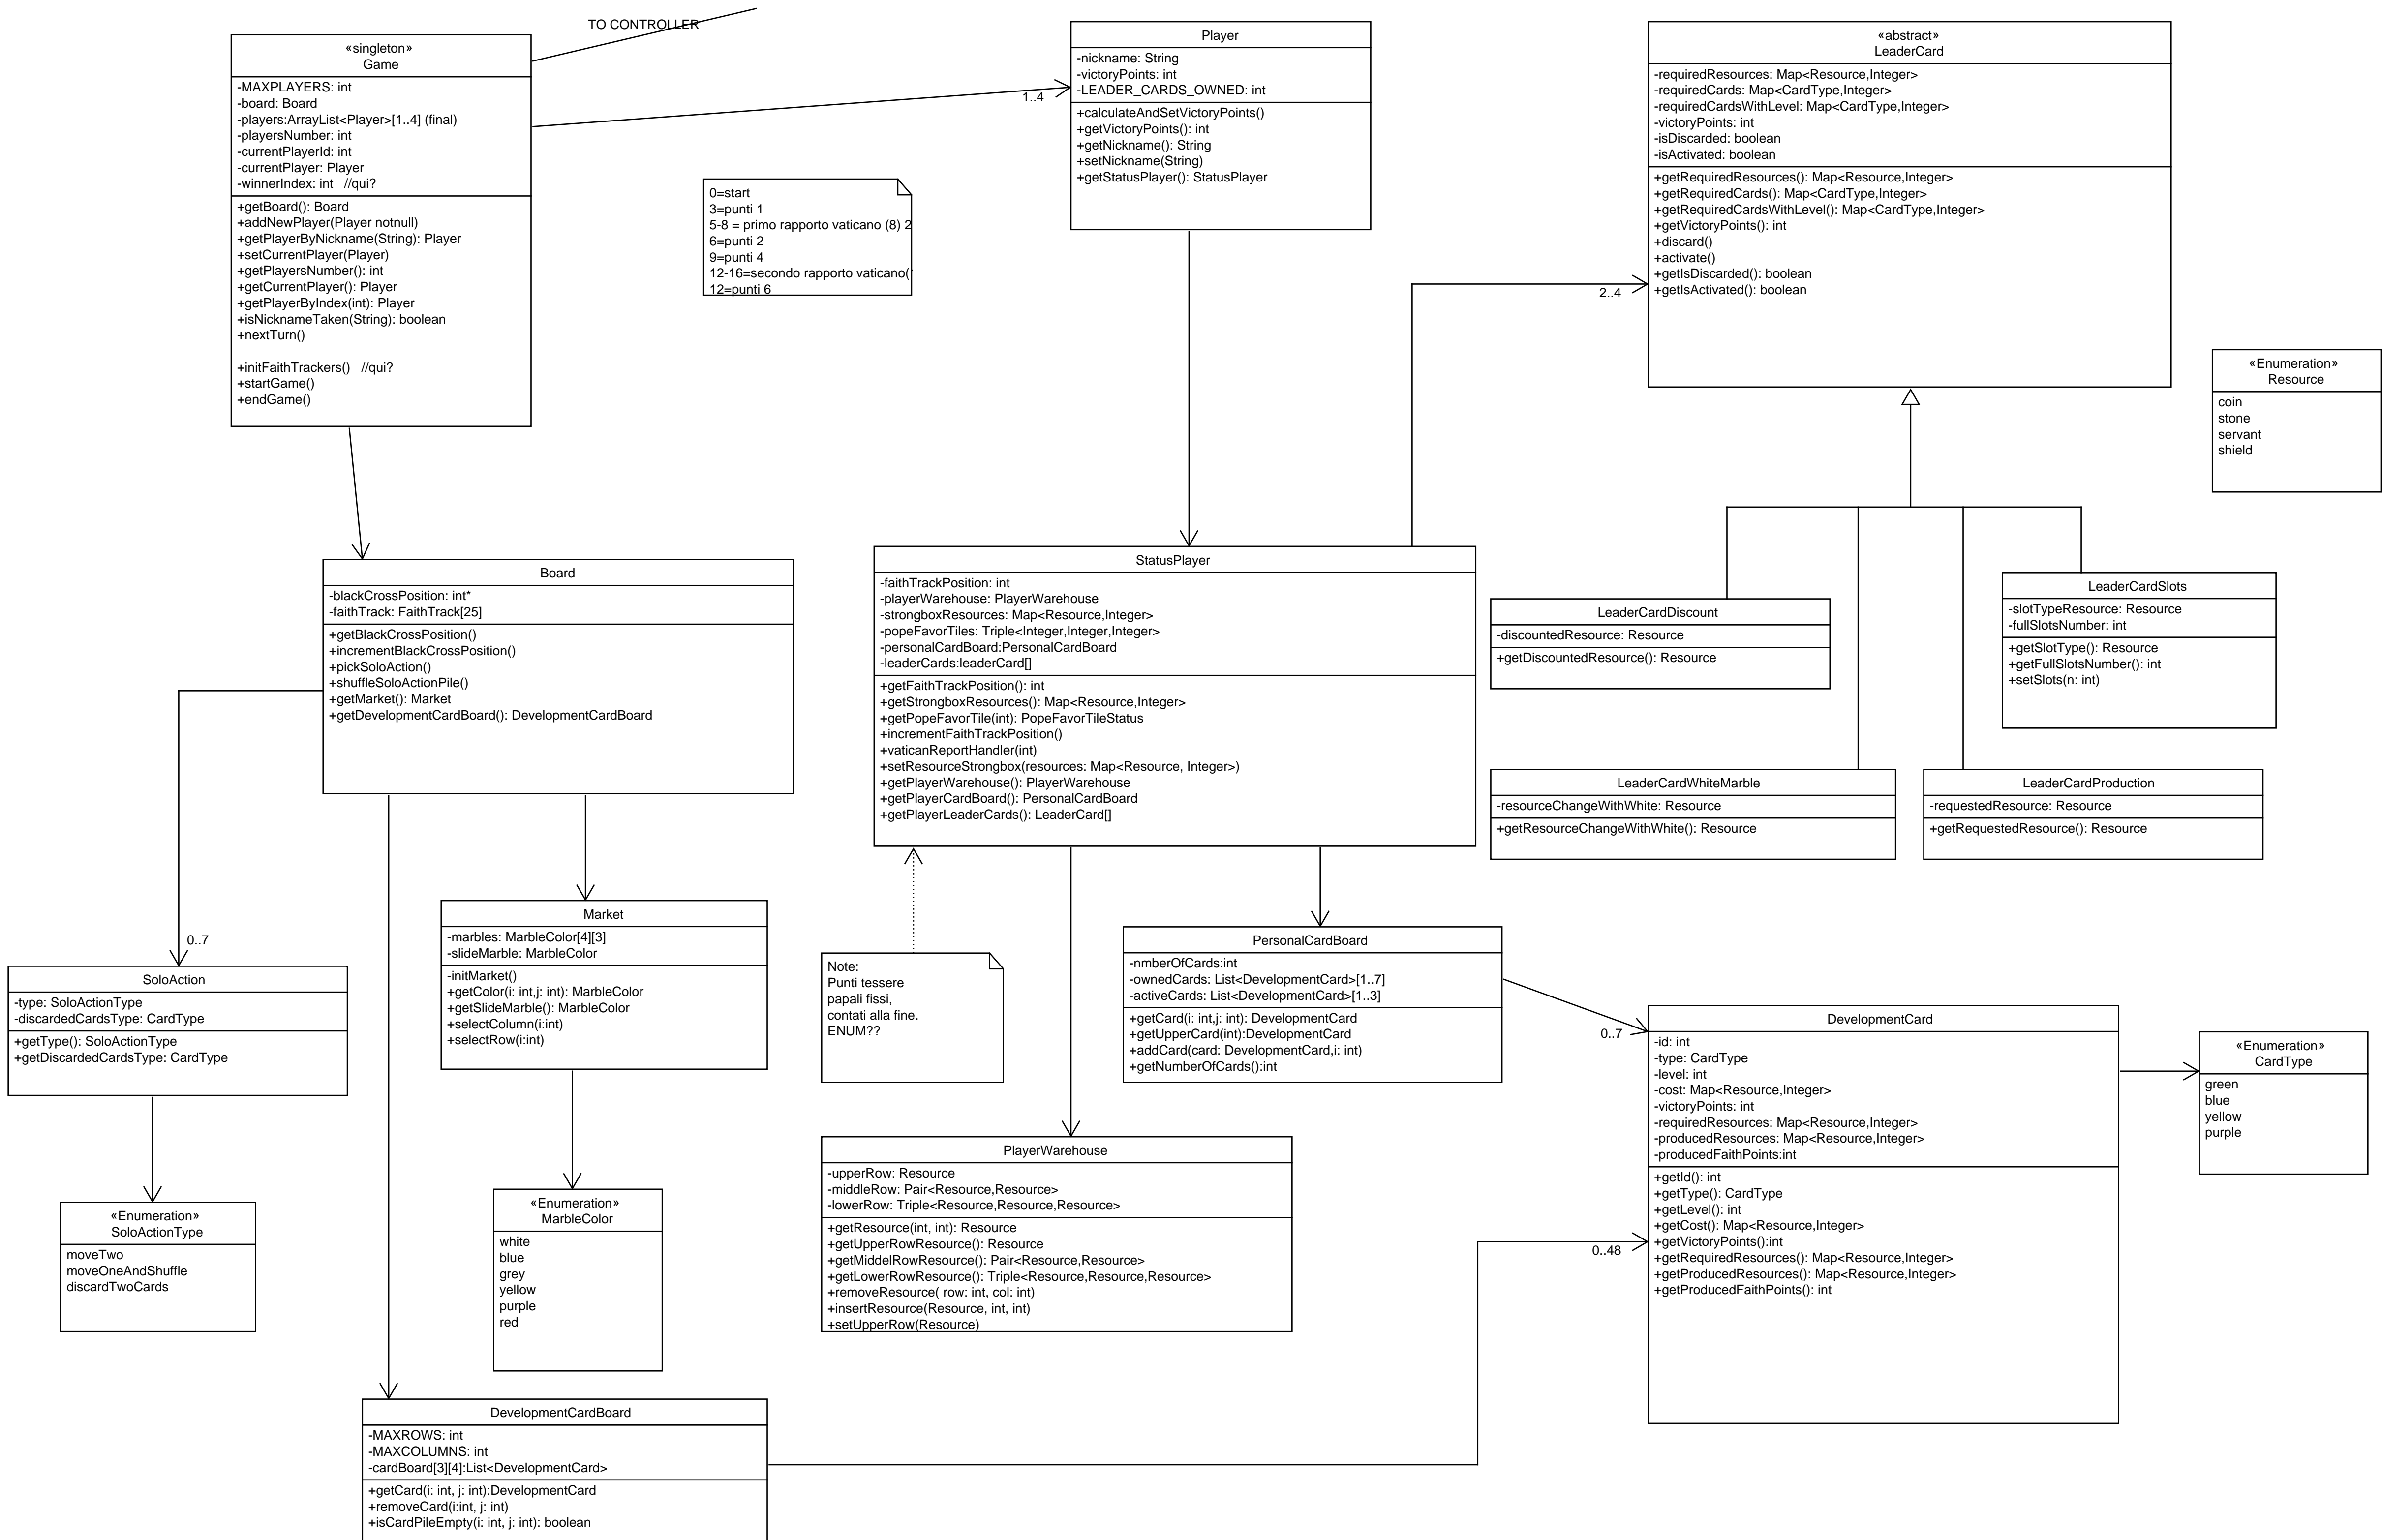 TO CONTROLLER
«singleton»
Game
-MAXPLAYERS: int
-board: Board
-players:ArrayList<Player>[1..4] (final)
-playersNumber: int
-currentPlayerId: int
-currentPlayer: Player
-winnerIndex: int   //qui?
+getBoard(): Board
+addNewPlayer(Player notnull)
+getPlayerByNickname(String): Player
+setCurrentPlayer(Player)
+getPlayersNumber(): int
+getCurrentPlayer(): Player
+getPlayerByIndex(int): Player
+isNicknameTaken(String): boolean
+nextTurn()
+initFaithTrackers()   //qui?
+startGame()
+endGame()
1..4
Player
-nickname: String
-victoryPoints: int
-LEADER_CARDS_OWNED: int
+calculateAndSetVictoryPoints()
+getVictoryPoints(): int
+getNickname(): String
+setNickname(String)
+getStatusPlayer(): StatusPlayer
0=start
3=punti 1
5-8 = primo rapporto vaticano (8) 2
6=punti 2
9=punti 4
12-16=secondo rapporto vaticano(
12=punti 6
«abstract»
LeaderCard
-requiredResources: Map<Resource,Integer>
-requiredCards: Map<CardType,Integer>
-requiredCardsWithLevel: Map<CardType,Integer>
-victoryPoints: int
-isDiscarded: boolean
-isActivated: boolean
+getRequiredResources(): Map<Resource,Integer>
+getRequiredCards(): Map<CardType,Integer>
+getRequiredCardsWithLevel(): Map<CardType,Integer>
+getVictoryPoints(): int
+discard()
+activate()
+getIsDiscarded(): boolean
+getIsActivated(): boolean
2..4
«Enumeration»
Resource
coin
stone
servant
shield
Board
-blackCrossPosition: int*
-faithTrack: FaithTrack[25]
+getBlackCrossPosition()
+incrementBlackCrossPosition()
+pickSoloAction()
+shuffleSoloActionPile()
+getMarket(): Market
+getDevelopmentCardBoard(): DevelopmentCardBoard
StatusPlayer
-faithTrackPosition: int
-playerWarehouse: PlayerWarehouse
-strongboxResources: Map<Resource,Integer>
-popeFavorTiles: Triple<Integer,Integer,Integer>
-personalCardBoard:PersonalCardBoard
-leaderCards:leaderCard[]
+getFaithTrackPosition(): int
+getStrongboxResources(): Map<Resource,Integer>
+getPopeFavorTile(int): PopeFavorTileStatus
+incrementFaithTrackPosition()
+vaticanReportHandler(int)
+setResourceStrongbox(resources: Map<Resource, Integer>)
+getPlayerWarehouse(): PlayerWarehouse
+getPlayerCardBoard(): PersonalCardBoard
+getPlayerLeaderCards(): LeaderCard[]
LeaderCardDiscount
-discountedResource: Resource
+getDiscountedResource(): Resource
LeaderCardSlots
-slotTypeResource: Resource
-fullSlotsNumber: int
+getSlotType(): Resource
+getFullSlotsNumber(): int
+setSlots(n: int)
LeaderCardWhiteMarble
-resourceChangeWithWhite: Resource
+getResourceChangeWithWhite(): Resource
LeaderCardProduction
-requestedResource: Resource
+getRequestedResource(): Resource
0..7
SoloAction
-type: SoloActionType
-discardedCardsType: CardType
+getType(): SoloActionType
+getDiscardedCardsType: CardType
Market
-marbles: MarbleColor[4][3]
-slideMarble: MarbleColor
-initMarket()
+getColor(i: int,j: int): MarbleColor
+getSlideMarble(): MarbleColor
+selectColumn(i:int)
+selectRow(i:int)
Note:
Punti tessere
papali fissi,
contati alla fine.
ENUM??
PersonalCardBoard
-nmberOfCards:int
-ownedCards: List<DevelopmentCard>[1..7]
-activeCards: List<DevelopmentCard>[1..3]
+getCard(i: int,j: int): DevelopmentCard
+getUpperCard(int):DevelopmentCard
+addCard(card: DevelopmentCard,i: int)
+getNumberOfCards():int
0..7
DevelopmentCard
-id: int
-type: CardType
-level: int
-cost: Map<Resource,Integer>
-victoryPoints: int
-requiredResources: Map<Resource,Integer>
-producedResources: Map<Resource,Integer>
-producedFaithPoints:int
+getId(): int
+getType(): CardType
+getLevel(): int
+getCost(): Map<Resource,Integer>
+getVictoryPoints():int
+getRequiredResources(): Map<Resource,Integer>
+getProducedResources(): Map<Resource,Integer>
+getProducedFaithPoints(): int
«Enumeration»
CardType
green
blue
yellow
purple
«Enumeration»
SoloActionType
moveTwo
moveOneAndShuffle
discardTwoCards
«Enumeration»
MarbleColor
white
blue
grey
yellow
purple
red
PlayerWarehouse
-upperRow: Resource
-middleRow: Pair<Resource,Resource>
-lowerRow: Triple<Resource,Resource,Resource>
+getResource(int, int): Resource
+getUpperRowResource(): Resource
+getMiddelRowResource(): Pair<Resource,Resource>
+getLowerRowResource(): Triple<Resource,Resource,Resource>
+removeResource( row: int, col: int)
+insertResource(Resource, int, int)
+setUpperRow(Resource)
0..48
DevelopmentCardBoard
-MAXROWS: int
-MAXCOLUMNS: int
-cardBoard[3][4]:List<DevelopmentCard>
+getCard(i: int, j: int):DevelopmentCard
+removeCard(i:int, j: int)
+isCardPileEmpty(i: int, j: int): boolean